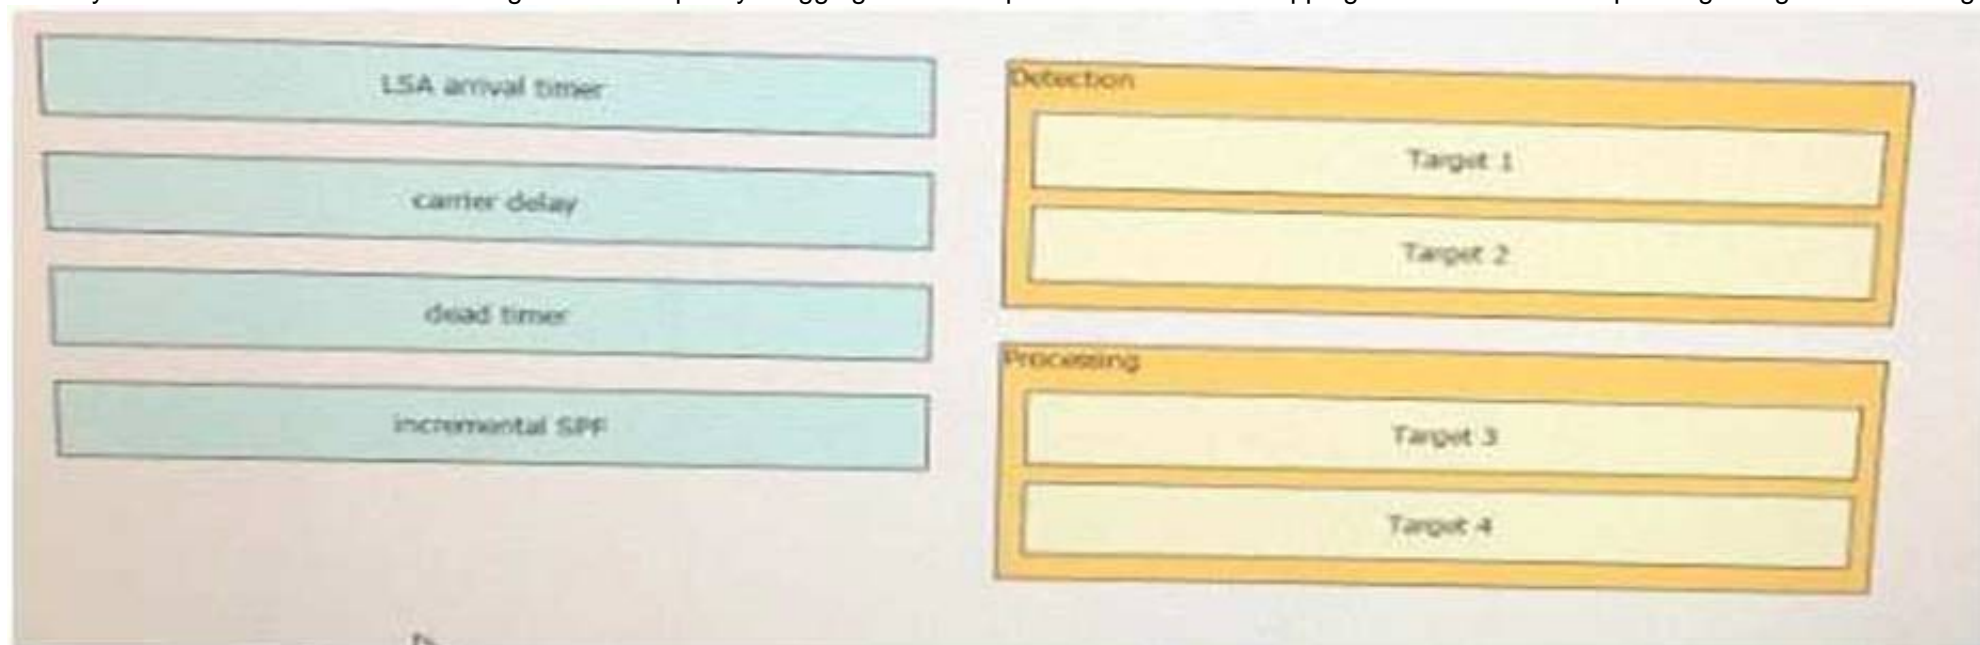 LSA arrival timer
carrier delay
dead timer
incremental SPF
Detection
Target 1
Target 2
Processing
Target 3
Target 4